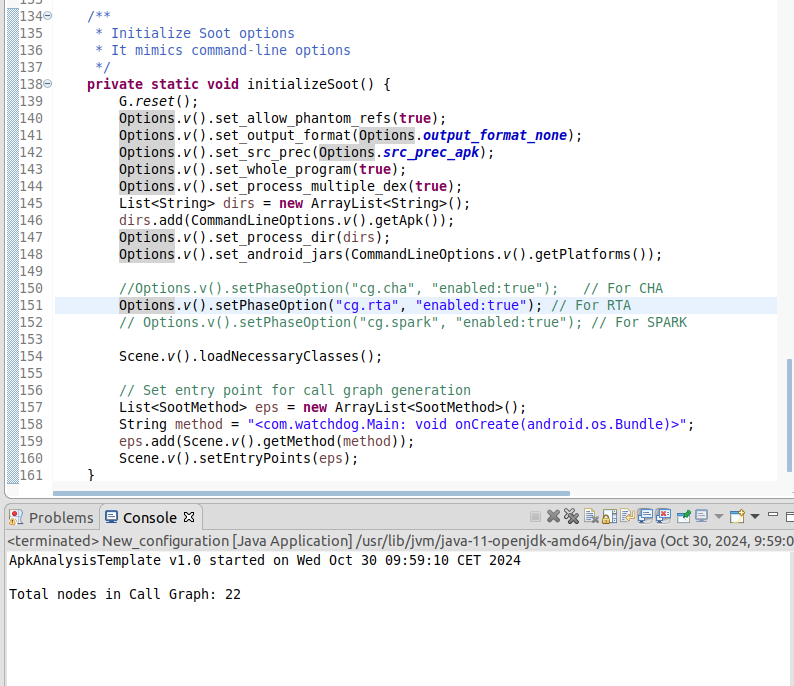 134 /**
135 * Initialize Soot options
136 * It mimics command-line options
137 */
138 private static void initializeSoot() {
139 G.reset();
140 Options.v().set_allow_phantom_refs(true);
141 Options.v().set_output_format(Options.output_format_none);
142 Options.v().set_src_prec(Options.src_prec_apk);
143 Options.v().set_whole_program(true);
144 Options.v().set_process_multiple_dex(true);
145 List<String> dirs = new ArrayList<String>();
146 dirs.add(CommandLineOptions.v().getApk());
147 Options.v().set_process_dir(dirs);
148 Options.v().set_android_jars(CommandLineOptions.v().getPlatforms());
149
150 //Options.v().setPhaseOption("cg.cha", "enabled:true");   // For CHA
151 Options.v().setPhaseOption("cg.rta", "enabled:true"); // For RTA
152 // Options.v().setPhaseOption("cg.spark", "enabled:true"); // For SPARK
153
154 Scene.v().loadNecessaryClasses();
155
156 // Set entry point for call graph generation
157 List<SootMethod> eps = new ArrayList<SootMethod>();
158 String method = "<com.watchdog.Main: void onCreate(android.os.Bundle)>";
159 eps.add(Scene.v().getMethod(method));
160 Scene.v().setEntryPoints(eps);
161 }
Problems Console
<terminated> New_configuration [Java Application] /usr/lib/jvm/java-11-openjdk-amd64/bin/java (Oct 30, 2024, 9:59:0
ApkAnalysisTemplate v1.0 started on Wed Oct 30 09:59:10 CET 2024
Total nodes in Call Graph: 22